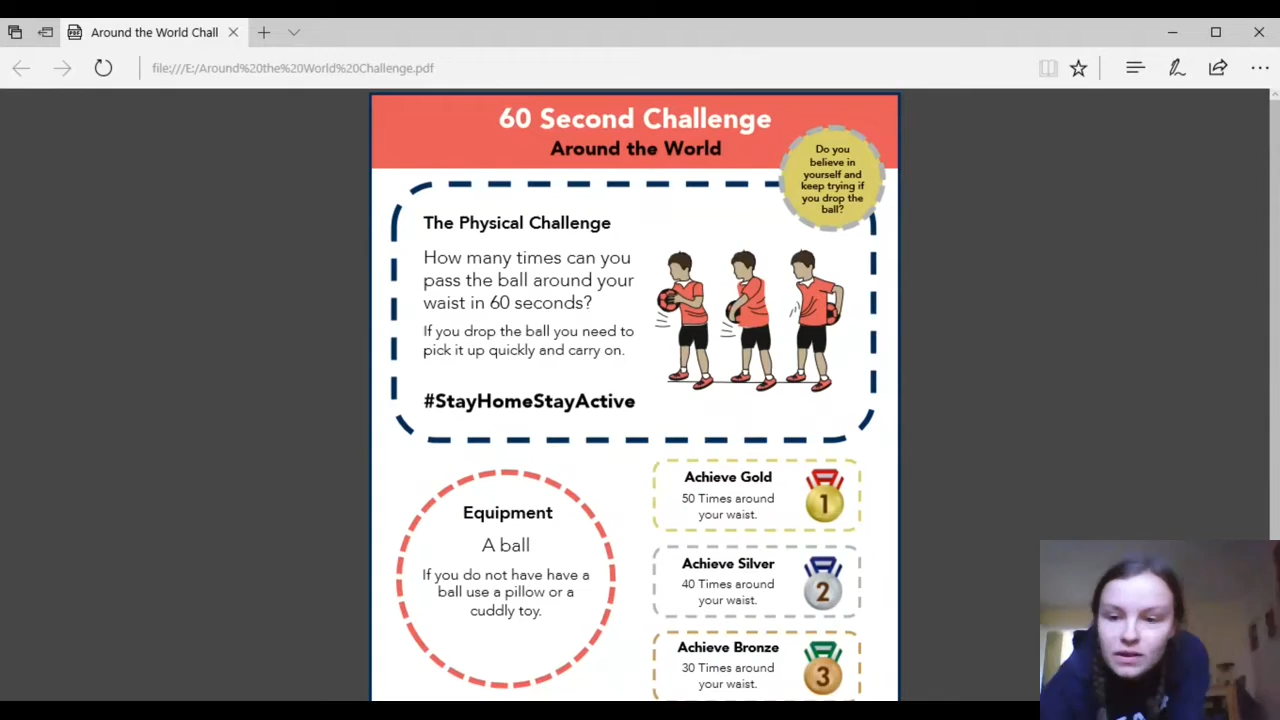 Around the World Chall
file:///E:/Around%20the%20World%20Challenge.pdf
60 Second Challenge
Around the World
Do you
believe in
yourself and
keep trying if
you drop the
ball?
The Physical Challenge
How many times can you
pass the ball around your
waist in 60 seconds?
If you drop the ball you need to
pick it up quickly and carry on.
#StayHomeStayActive
Equipment
A ball
If you do not have have a
ball use a pillow or a
cuddly toy.
Achieve Gold
50 Times around
your waist.
1
Achieve Silver
40 Times around
your waist.
2
Achieve Bronze
30 Times around
your waist.
3